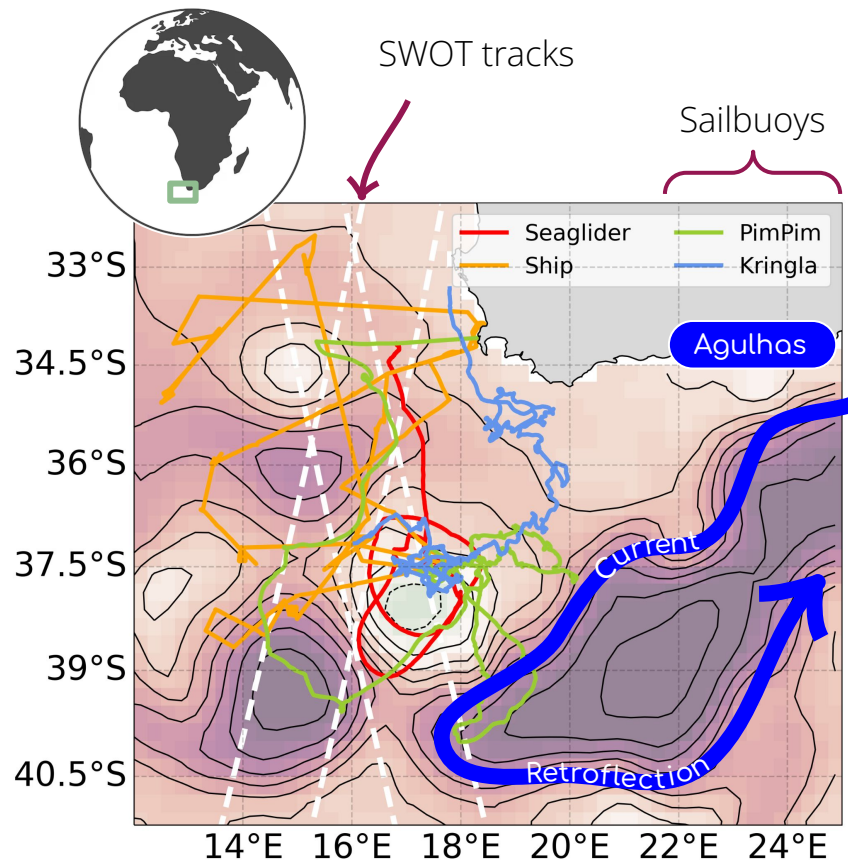 SWOT tracks
Sailbuoys
Seaglider
PimPim
Ship
Kringla
Agulhas
Current
Retroflection
33°S
34.5°S
36°S
37.5°S
39°S
40.5°S
14°E
16°E
18°E
20°E
22°E
24°E